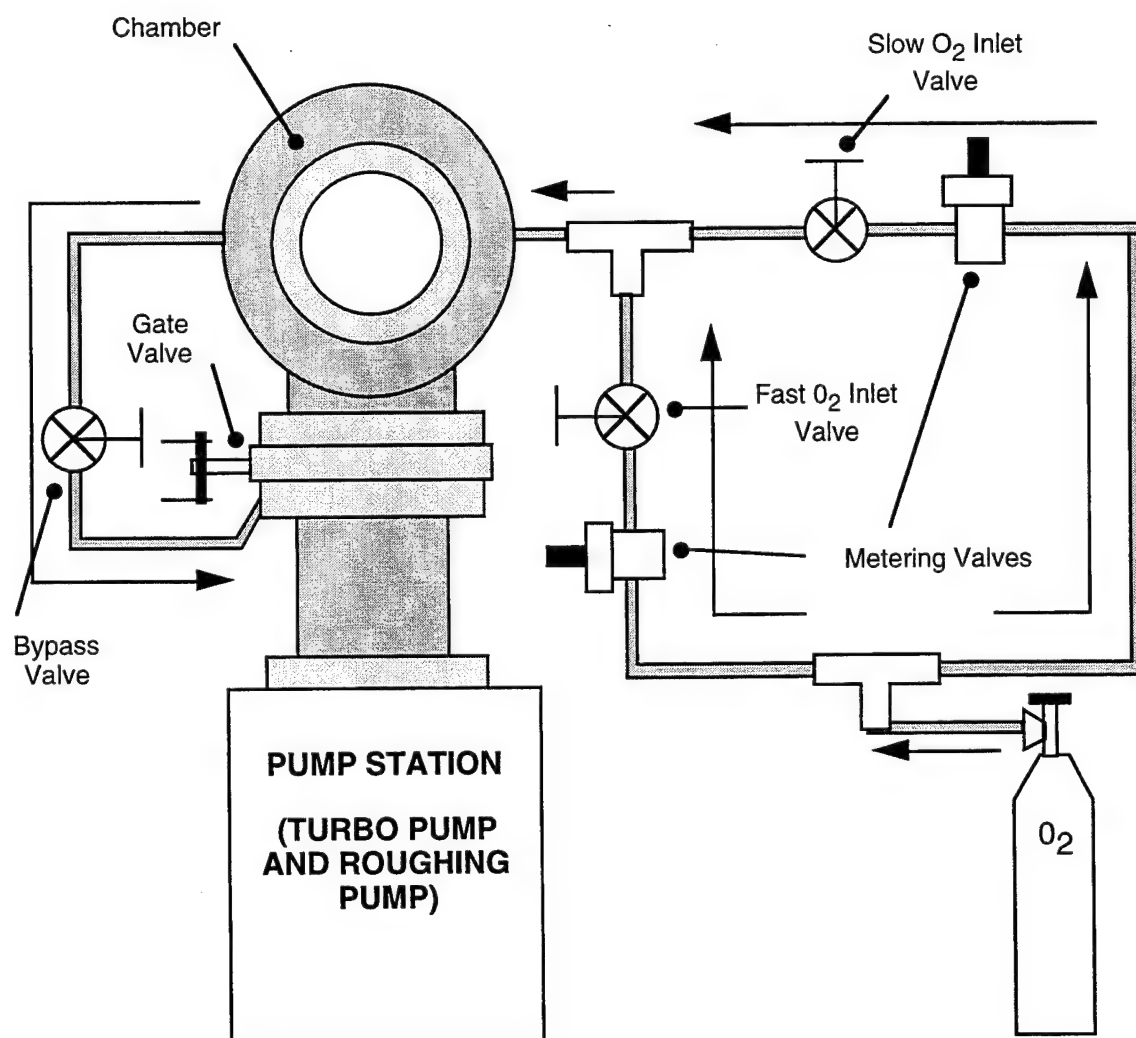 Chamber
Slow O2 Inlet
Valve
Gate
Valve
Fast 02 Inlet
Valve
Metering Valves
Bypass
Valve
PUMP STATION
(TURBO PUMP
AND ROUGHING
PUMP)
02